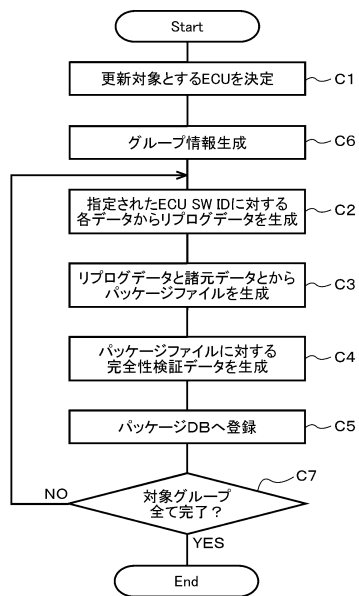 Start
更新対象とするECUを決定
C1
グループ情報生成
C6
指定されたECU SW IDに対する
各データからリプログデータを生成
C2
リプログデータと諸元データとから
パッケージファイルを生成
C3
パッケージファイルに対する
完全性検証データを生成
C4
パッケージDBへ登録
C5
C7
対象グループ
全て完了？
NO
YES
End